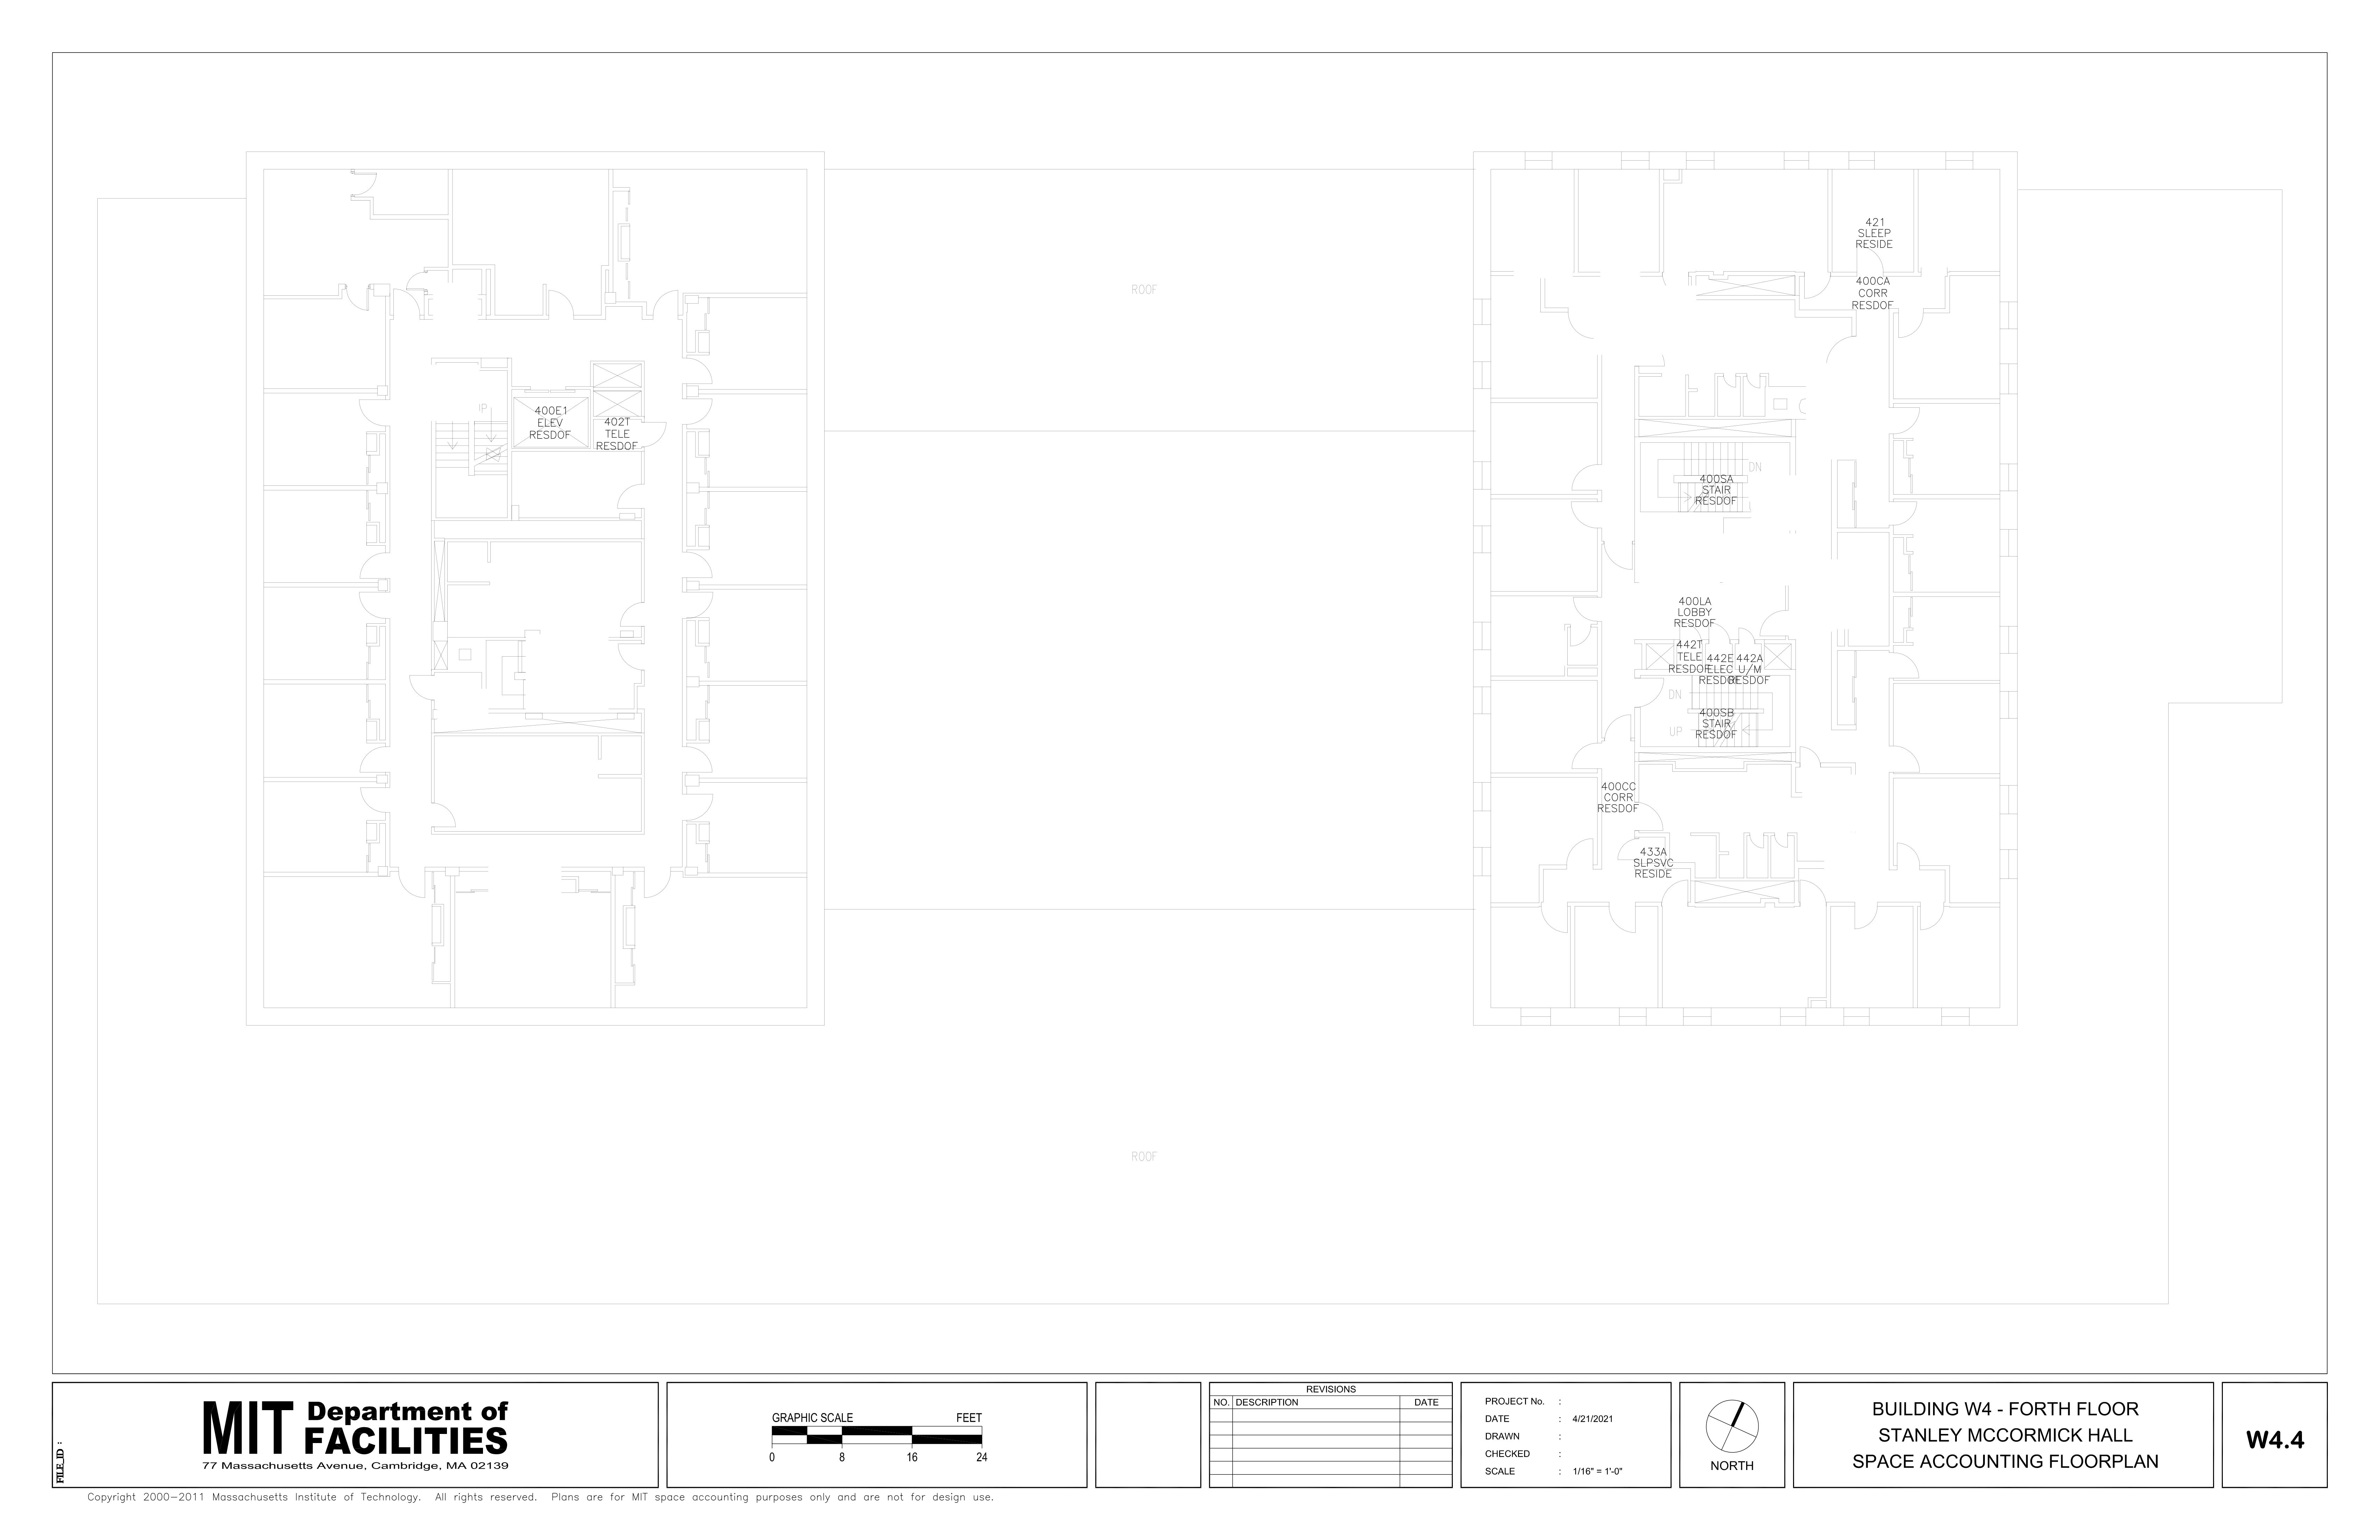 ROOF
421
SLEEP
RESIDE
400CA
CORR
RESDOF
400E1
ELEV
RESDOF
402T
TELE
RESDOF
DN
400SA
STAIR
RESDOF
400LA
LOBBY
RESDOF
442T
TELE
RESDOF
442E
ELEC
RESDOF
442A
U/M
RESDOF
DN
400SB
STAIR
RESDOF
UP
400CC
CORR
RESDOF
433A
SLPSVC
RESIDE
ROOF
FILE_ID :
MIT Department of
FACILITIES
77 Massachusetts Avenue, Cambridge, MA 02139
GRAPHIC SCALE FEET
0 8 16 24
REVISIONS
NO. DESCRIPTION DATE
PROJECT No. :
DATE : 4/21/2021
DRAWN :
CHECKED :
SCALE : 1/16" = 1'-0"
NORTH
BUILDING W4 - FORTH FLOOR
STANLEY MCCORMICK HALL
SPACE ACCOUNTING FLOORPLAN
W4.4
Copyright 2000-2011 Massachusetts Institute of Technology. All rights reserved. Plans are for MIT space accounting purposes only and are not for design use.